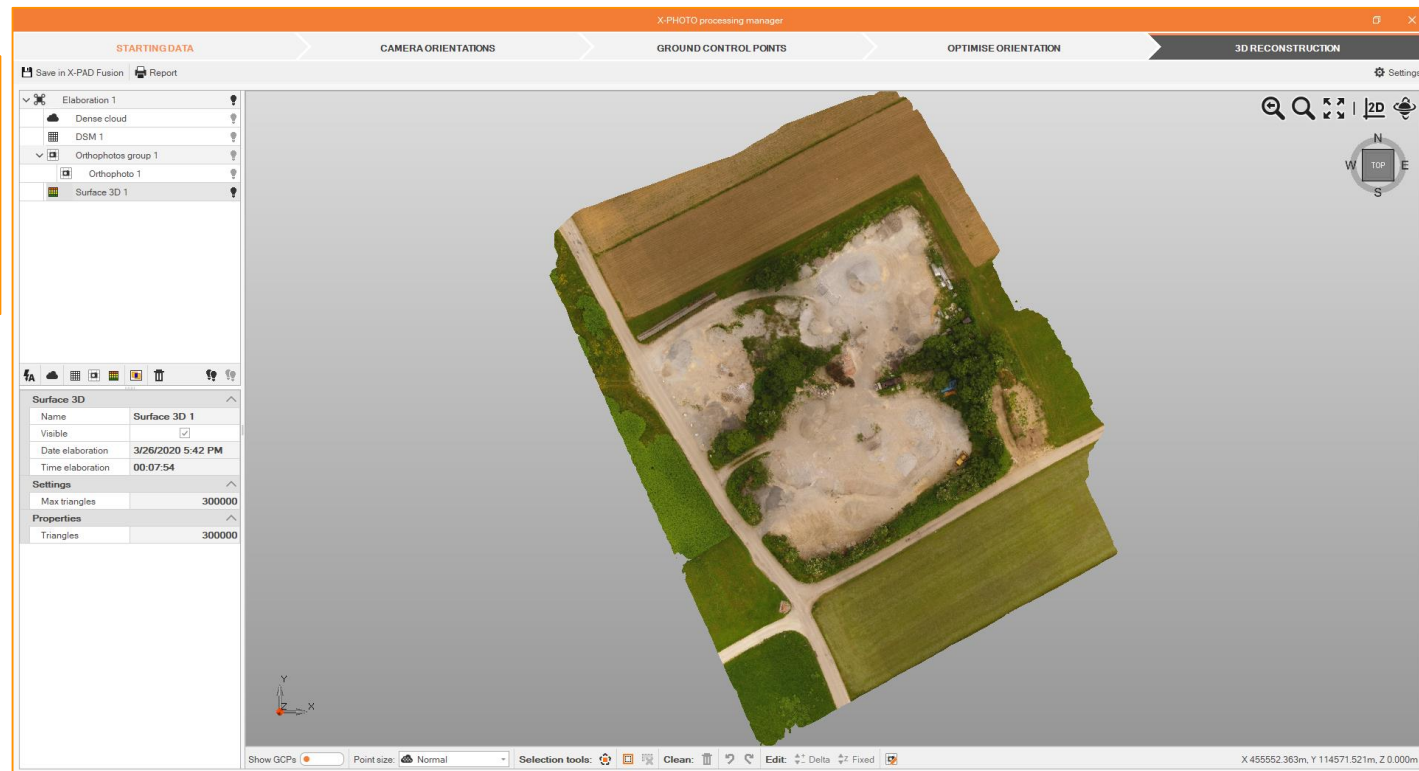 X-PHOTO processing manager
STARTING DATA
CAMERA ORIENTATIONS
GROUND CONTROL POINTS
OPTIMISE ORIENTATION
3D RECONSTRUCTION
Save in X-PAD Fusion
Report
Settings
Elaboration 1
Dense cloud
DSM 1
Orthophotos group 1
Orthophoto 1
Surface 3D 1
2D
N
W TOP E
S
Surface 3D
Name Surface 3D 1
Visible
Date elaboration 3/26/2020 5:42 PM
Time elaboration 00:07:54
Settings
Max triangles 300000
Properties
Triangles 300000
Y
Z X
Show GCPs Point size: Normal Selection tools: Clean: Edit: Delta Fixed X 455552.363m, Y 114571.521m, Z 0.000m